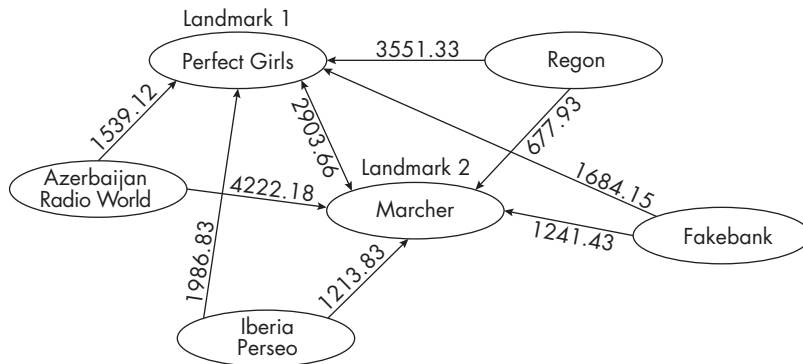 Landmark 1
Perfect Girls
3551.33
Regon
1539.12
2903.66
677.93
Landmark 2
1684.15
Azerbaijan
Radio World
4222.18
Marcher
1241.43
Fakebank
1986.83
1213.83
Iberia
Perseo